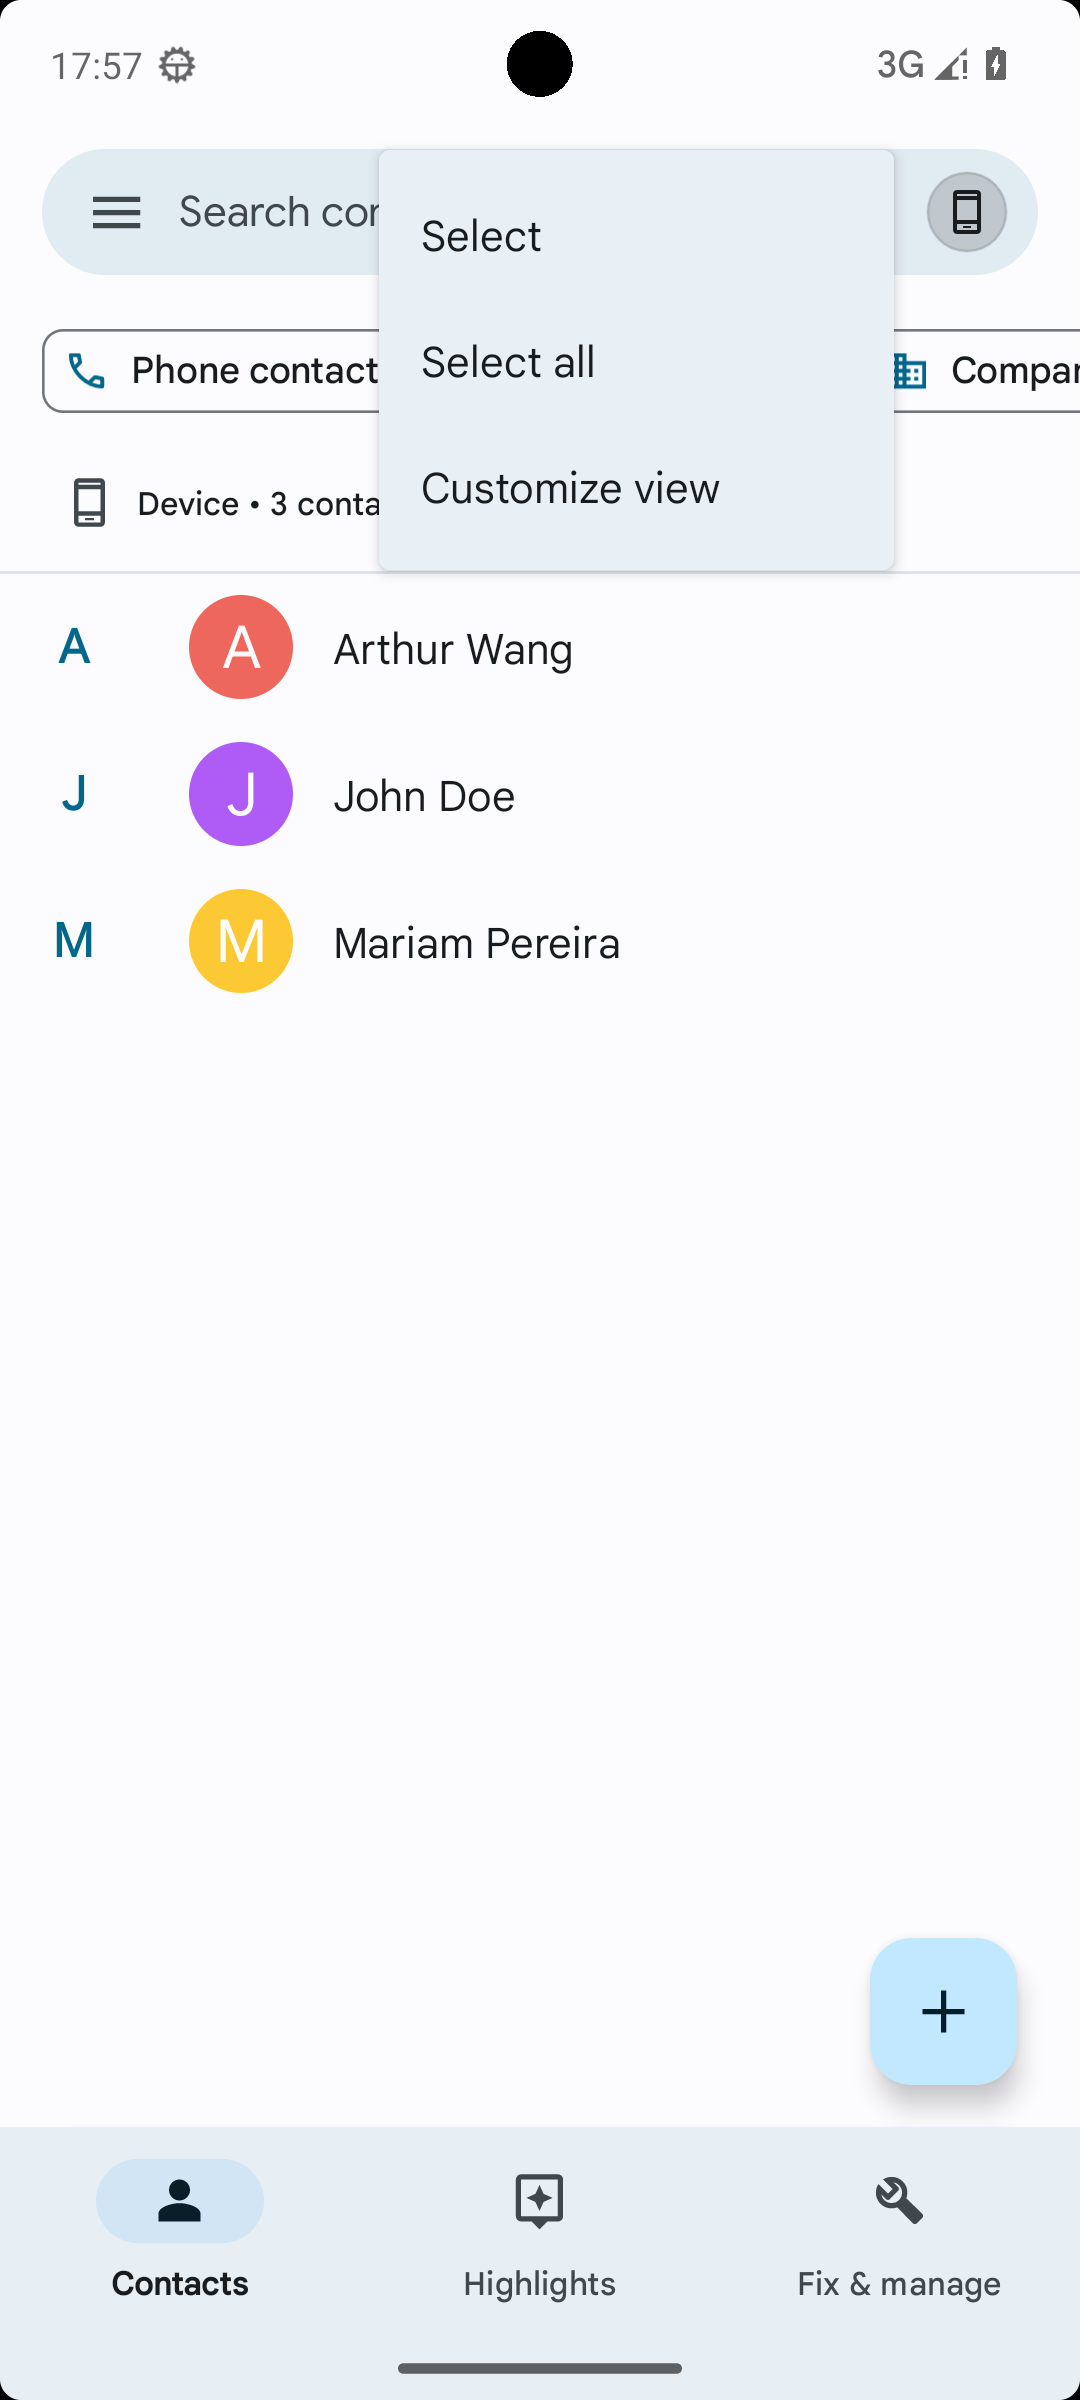 17:57
3G
Search cor
Select
Select all
Customize view
Phone contact
Compar
Device • 3 conta
A
A
Arthur Wang
J
J
John Doe
M
M
Mariam Pereira
Contacts
Highlights
Fix & manage